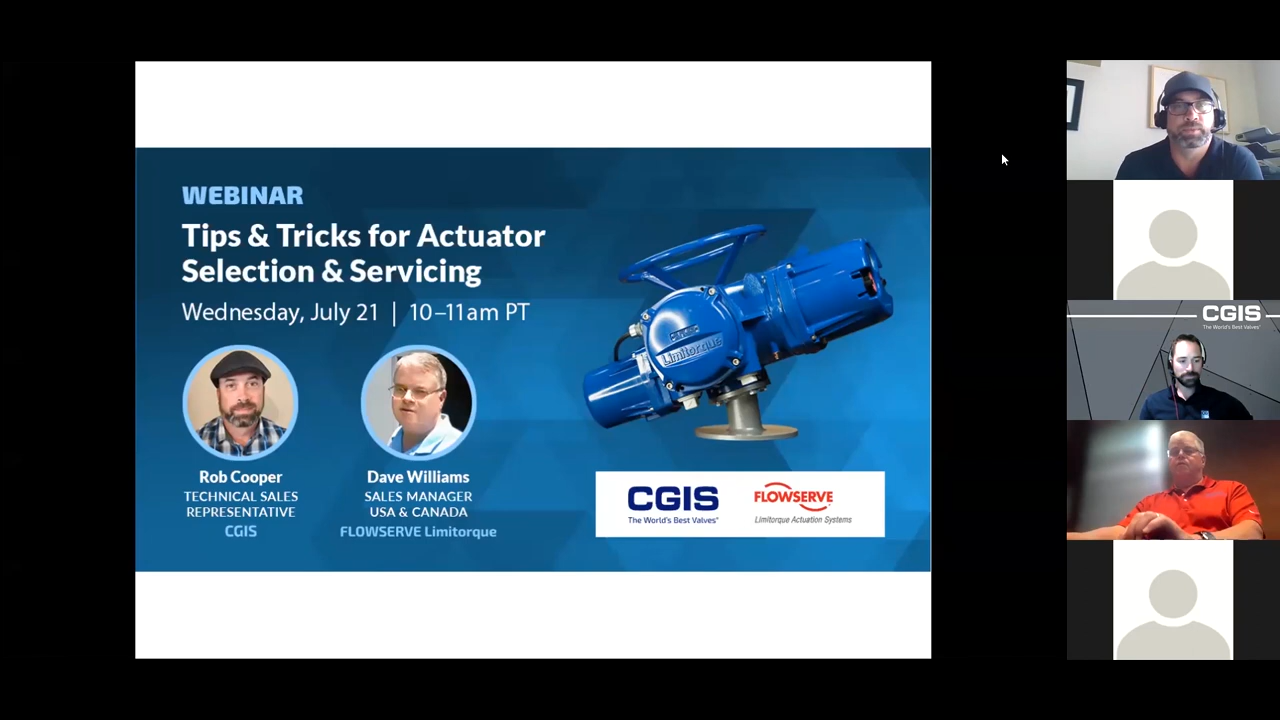 WEBINAR
Tips & Tricks for Actuator
Selection & Servicing
Wednesday, July 21 | 10–11am PT
Limitorque
Rob Cooper
TECHNICAL SALES
REPRESENTATIVE
CGIS
Dave Williams
SALES MANAGER
USA & CANADA
FLOWSERVE Limitorque
CGIS
The World's Best Valves®
FLOWSERVE
Limitorque Actuation Systems
CGIS
The World's Best Valves®